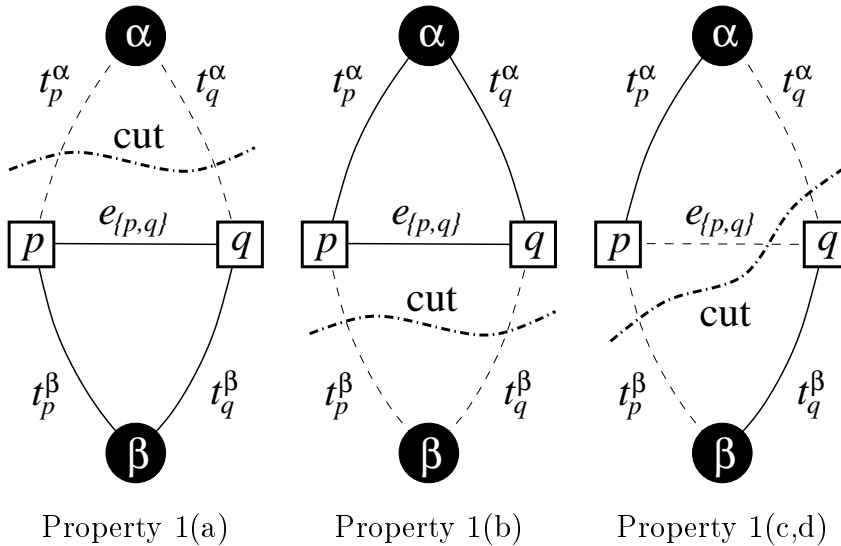 α α α
t_p^α t_q^α t_p^α t_q^α t_p^α t_q^α
cut
p e_{p,q} q p e_{p,q} q p e_{p,q} q
cut cut
t_p^β t_q^β t_p^β t_q^β t_p^β t_q^β
β β β
Property 1(a) Property 1(b) Property 1(c,d)